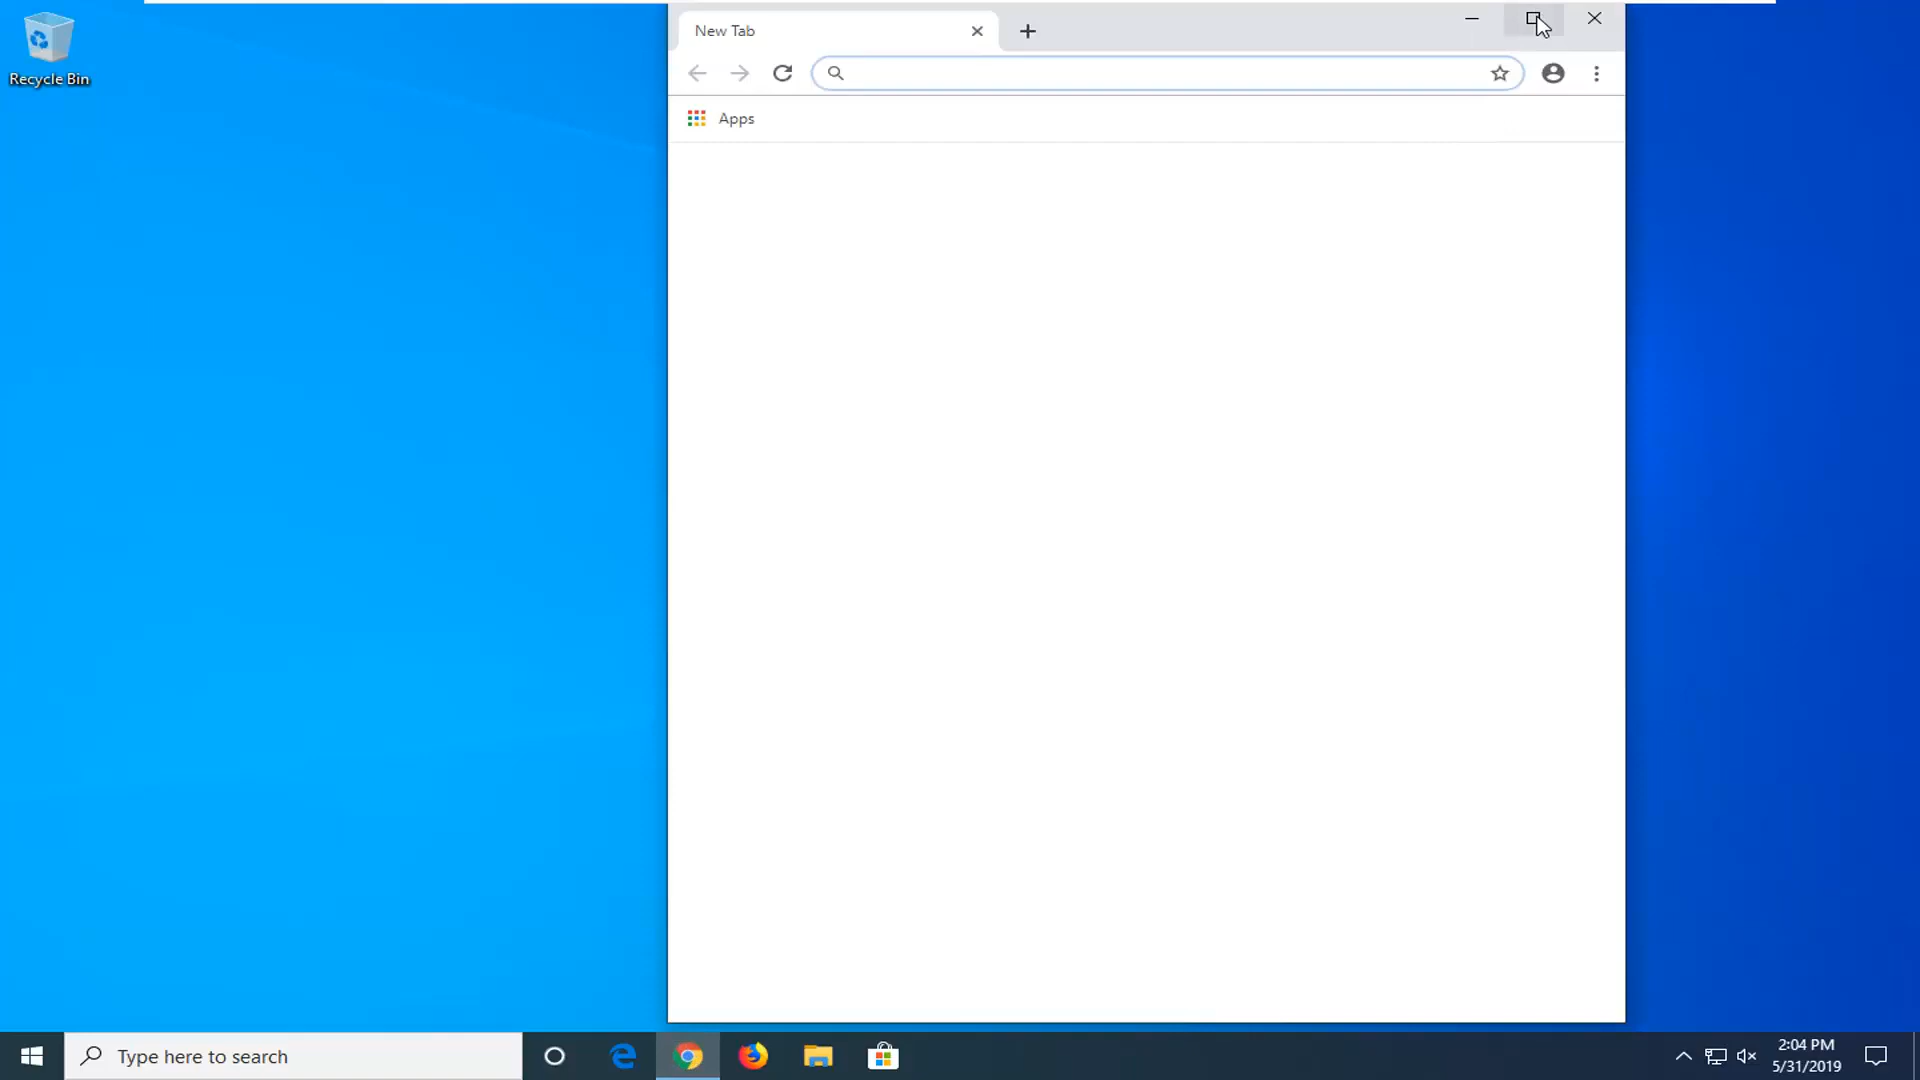 Recycle Bin
New Tab
Apps
Type here to search
2:04 PM
5/31/2019